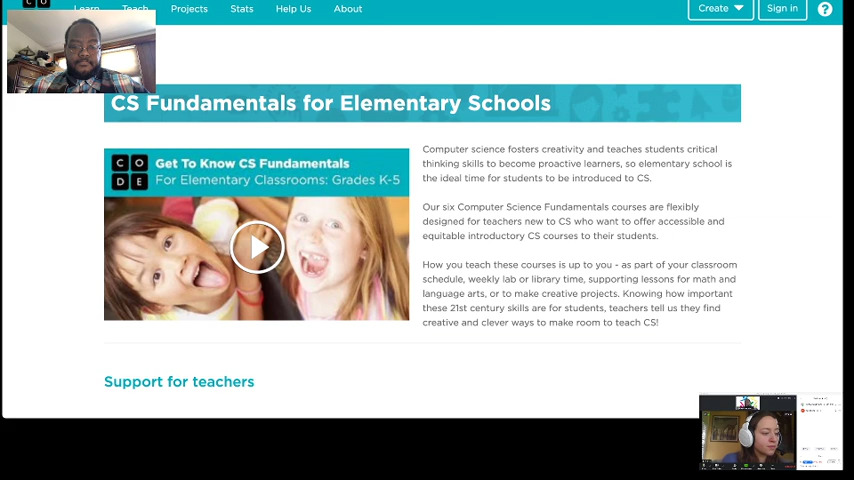 CO
Learn Teach Projects Stats Help Us About Create Sign in ?
CS Fundamentals for Elementary Schools
CODE
Get To Know CS Fundamentals
For Elementary Classrooms: Grades K-5
Computer science fosters creativity and teaches students critical
thinking skills to become proactive learners, so elementary school is
the ideal time for students to be introduced to CS.
Our six Computer Science Fundamentals courses are flexibly
designed for teachers new to CS who want to offer accessible and
equitable introductory CS courses to their students.
How you teach these courses is up to you - as part of your classroom
schedule, weekly lab or library time, supporting lessons for math and
language arts, or to make creative projects. Knowing how important
these 21st century skills are for students, teachers tell us they find
creative and clever ways to make room to teach CS!
Support for teachers